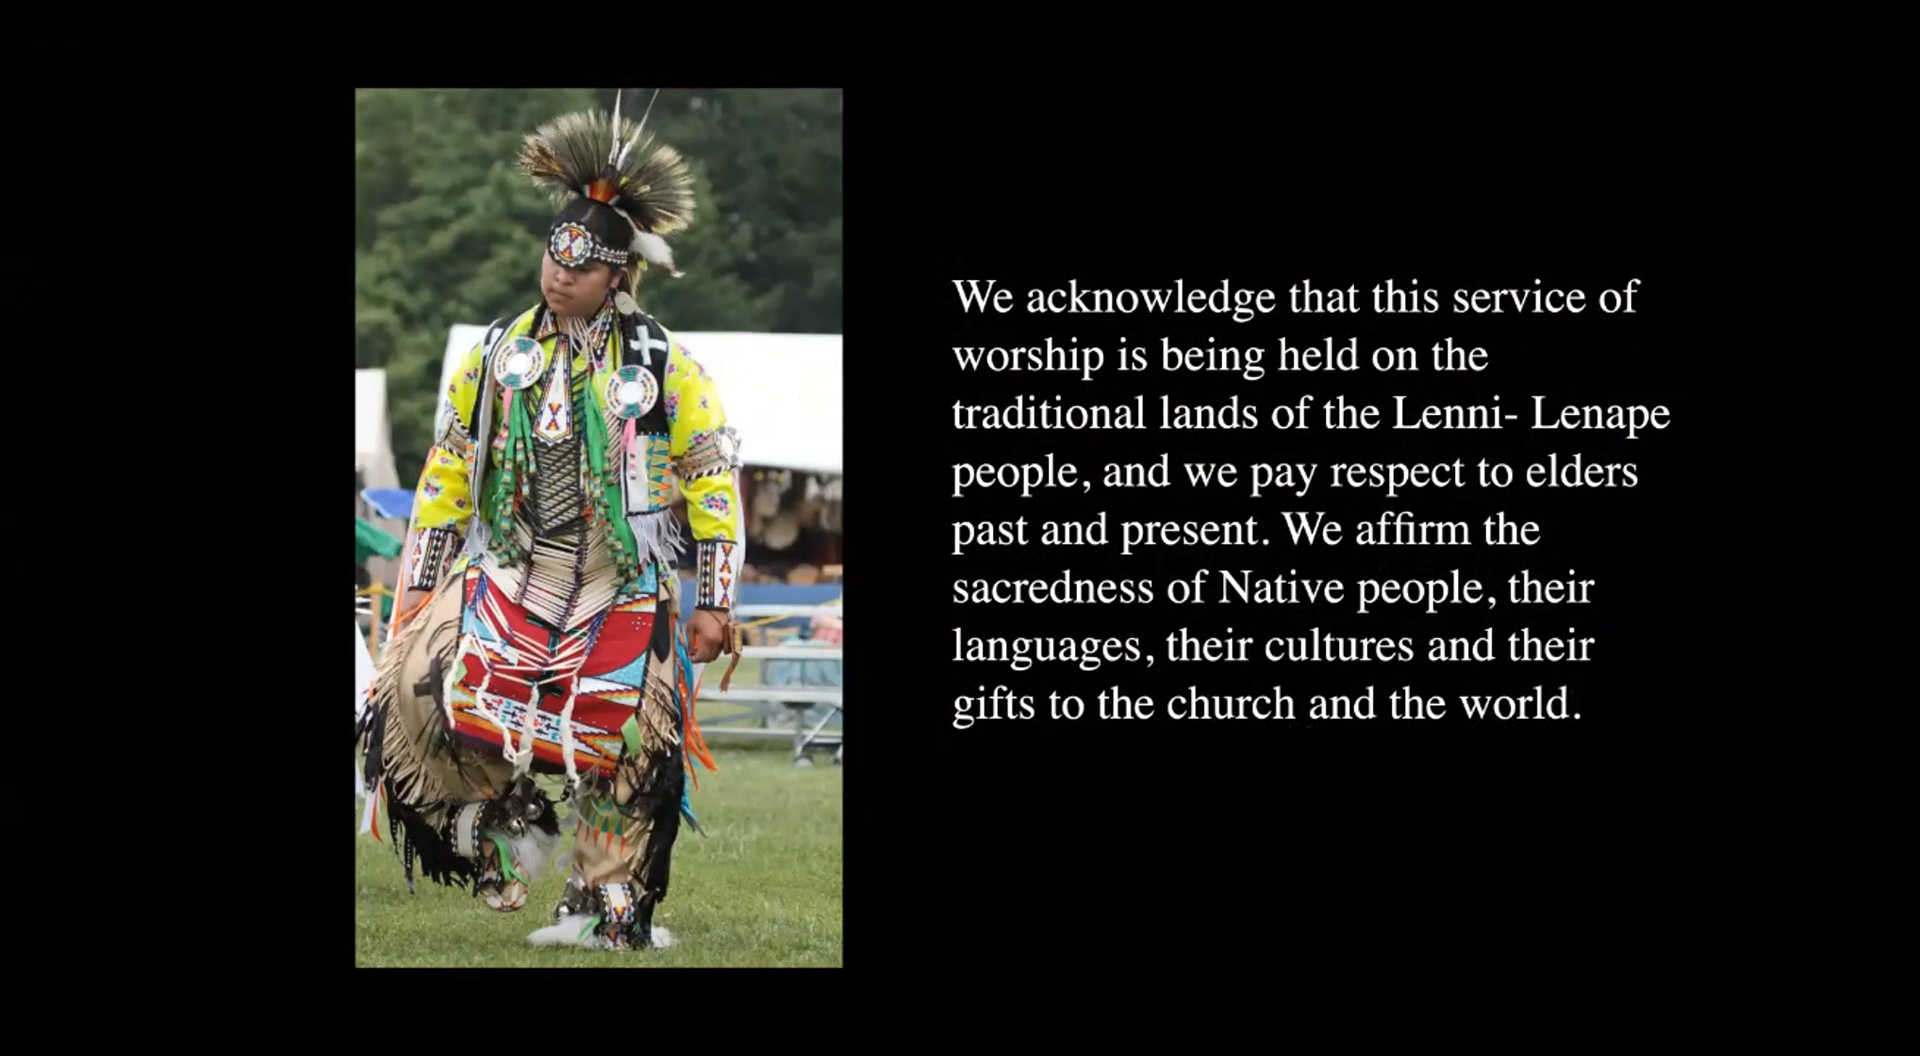 We acknowledge that this service of
worship is being held on the
traditional lands of the Lenni- Lenape
people, and we pay respect to elders
past and present. We affirm the
sacredness of Native people, their
languages, their cultures and their
gifts to the church and the world.